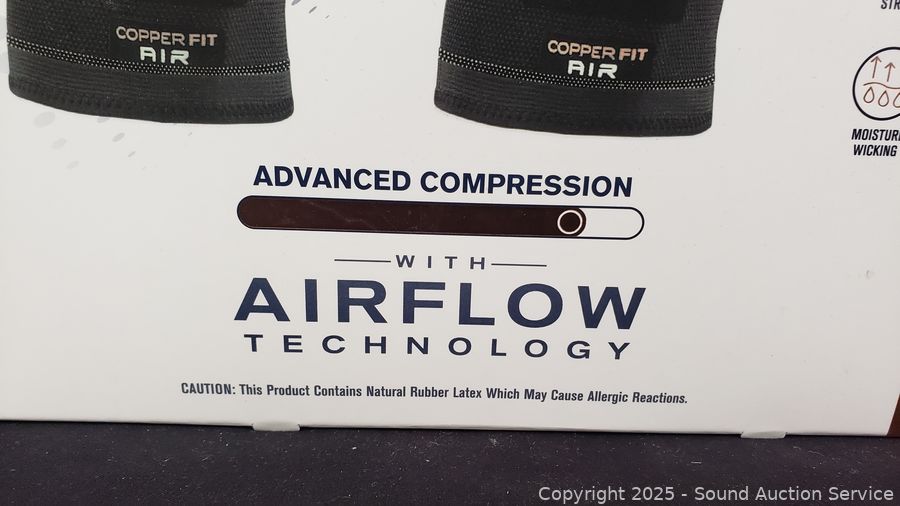 COPPER FIT
AIR
COPPER FIT
AIR
MOISTURE
WICKING
ADVANCED COMPRESSION
WITH
AIRFLOW
TECHNOLOGY
CAUTION: This Product Contains Natural Rubber Latex Which May Cause Allergic Reactions.
Copyright 2025 - Sound Auction Service